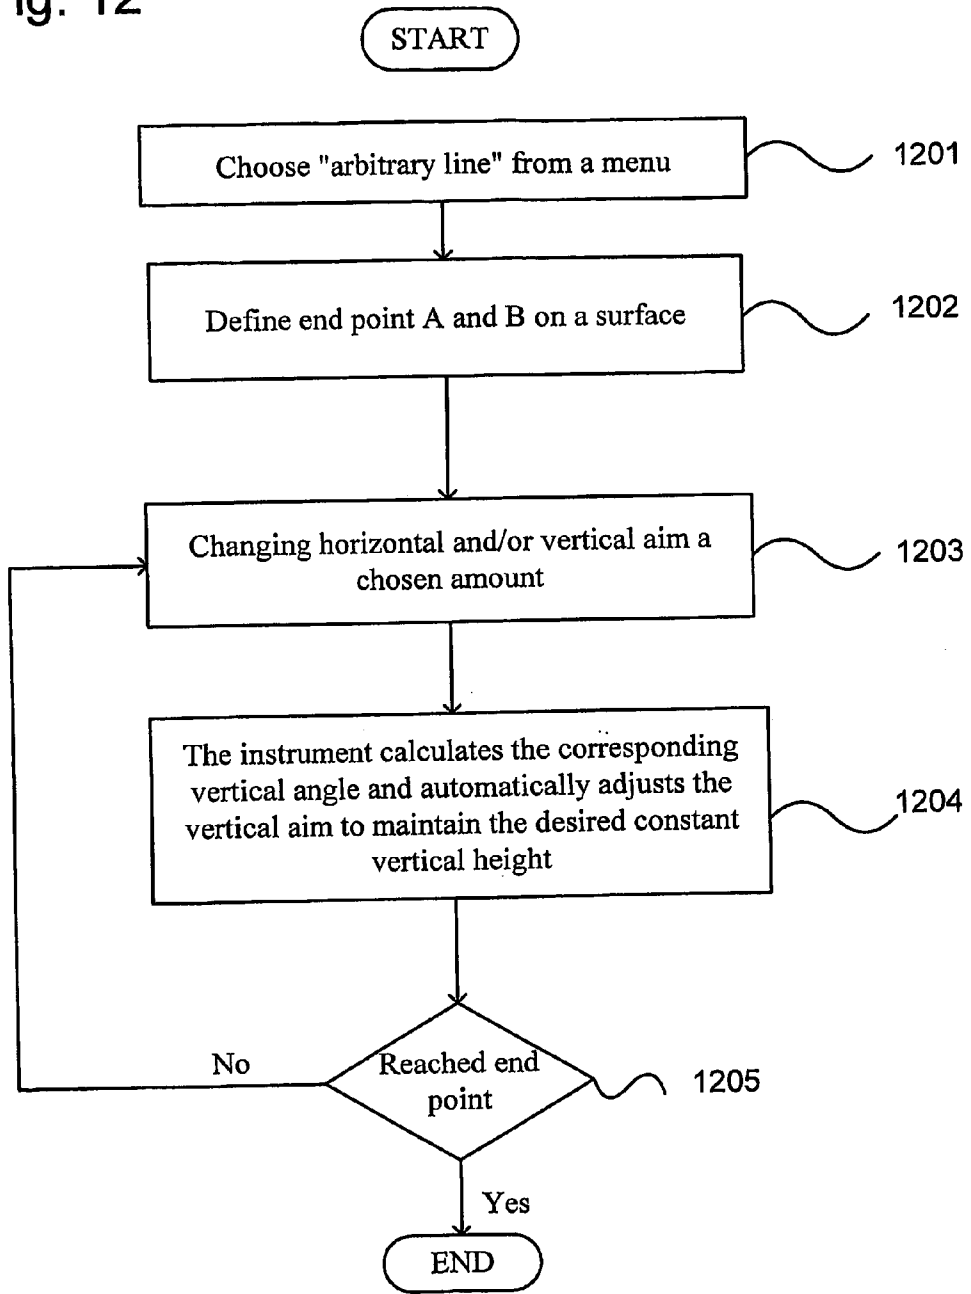 ig. 12
START
Choose "arbitrary line" from a menu
1201
Define end point A and B on a surface
1202
Changing horizontal and/or vertical aim a
chosen amount
1203
The instrument calculates the corresponding
vertical angle and automatically adjusts the
vertical aim to maintain the desired constant
vertical height
1204
No
Reached end
point
1205
Yes
END